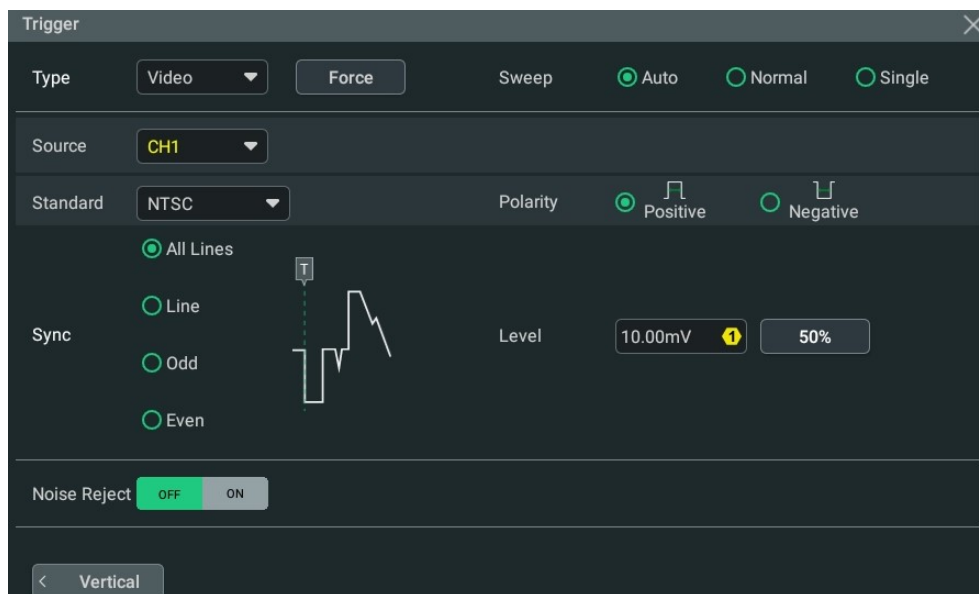 Trigger
Type Video Force Sweep Auto Normal Single
Source CH1
Standard NTSC Polarity Positive Negative
All Lines
T
Line
Sync Level 10.00mV 1 50%
Odd
Even
Noise Reject OFF ON
< Vertical